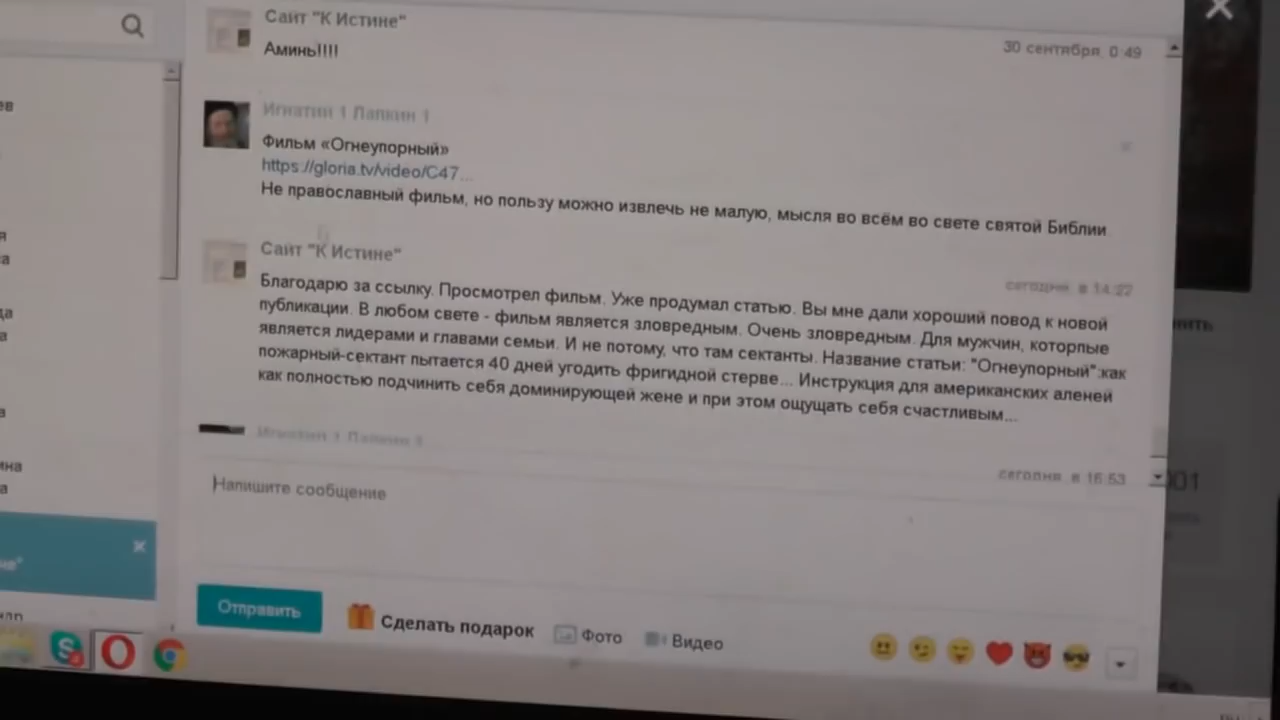 Сайт "К Истине"
30 сентября, 0:49
Аминь!!!!
Игнатий 1 Лапкин 1
Фильм «Огнеупорный»
https://gloria.tv/video/C47...
Не православный фильм, но пользу можно извлечь не малую, мысля во всём во свете святой Библии
Сайт "К Истине"
сегодня, в 14:22
Благодарю за ссылку. Просмотрел фильм. Уже продумал статью. Вы мне дали хороший повод к новой
публикации. В любом свете - фильм является зловредным. Очень зловредным. Для мужчин, которпые
является лидерами и главами семьи. И не потому, что там сектанты. Название статьи: "Огнеупорный":как
пожарный-сектант пытается 40 дней угодить фригидной стерве... Инструкция для американских аленей
как полностью подчинить себя доминирующей жене и при этом ощущать себя счастливым...
Игнатий 1 Лапкин 1
сегодня, в 16:53
Напишите сообщение
Отправить
Сделать подарок
Фото
Видео